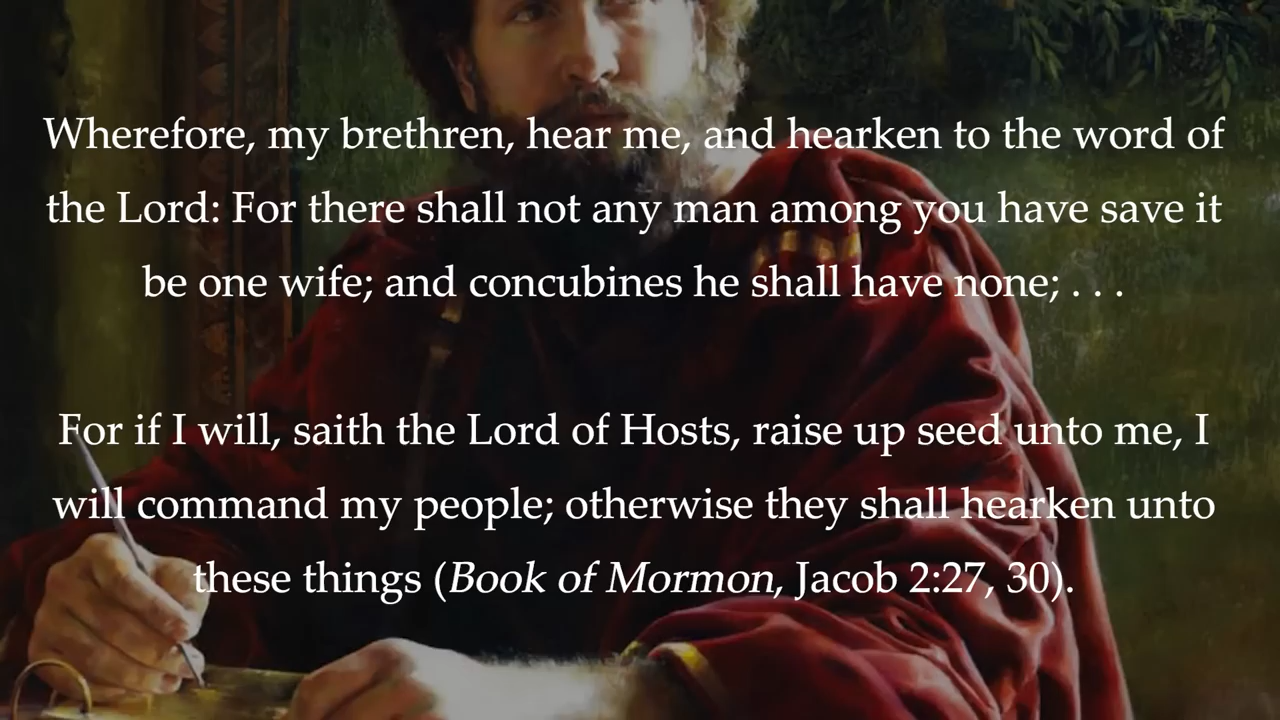 Wherefore, my brethren, hear me, and hearken to the word of
the Lord: For there shall not any man among you have save it
be one wife; and concubines he shall have none; . . .
For if I will, saith the Lord of Hosts, raise up seed unto me, I
will command my people; otherwise they shall hearken unto
these things (Book of Mormon, Jacob 2:27, 30).